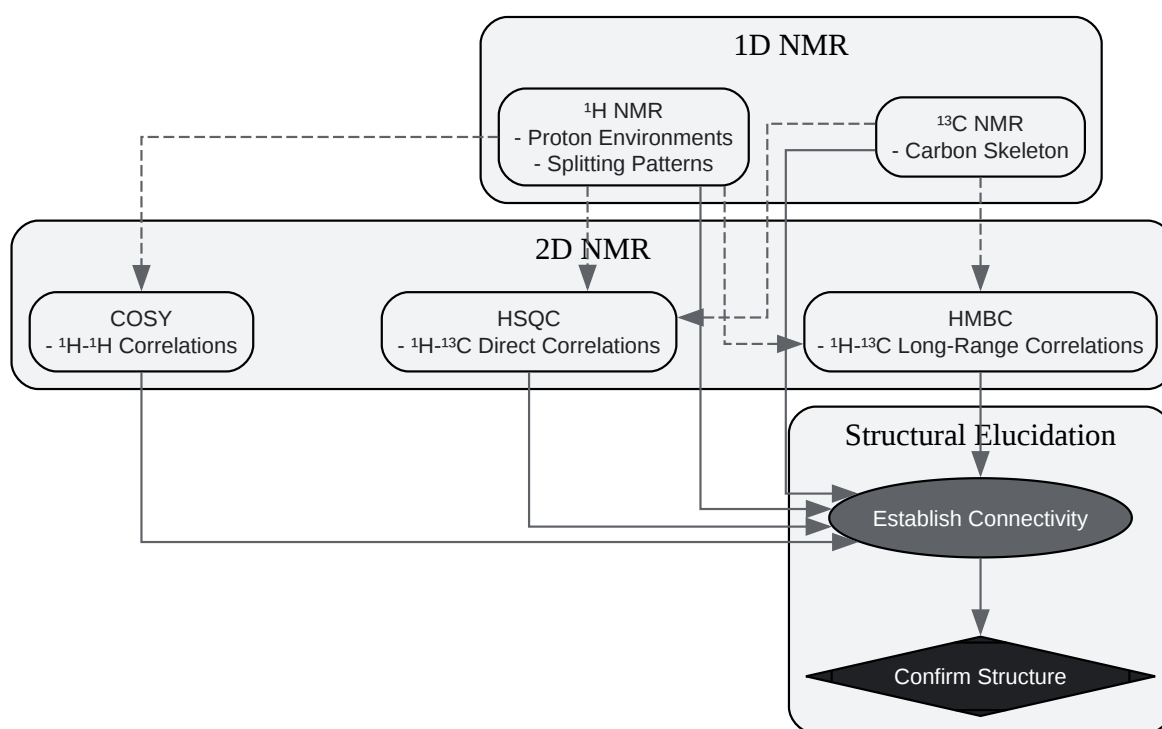 1D NMR
¹H NMR
- Proton Environments
- Splitting Patterns
¹³C NMR
- Carbon Skeleton
2D NMR
COSY
- ¹H-¹H Correlations
HSQC
- ¹H-¹³C Direct Correlations
HMBC
- ¹H-¹³C Long-Range Correlations
Structural Elucidation
Establish Connectivity
Confirm Structure